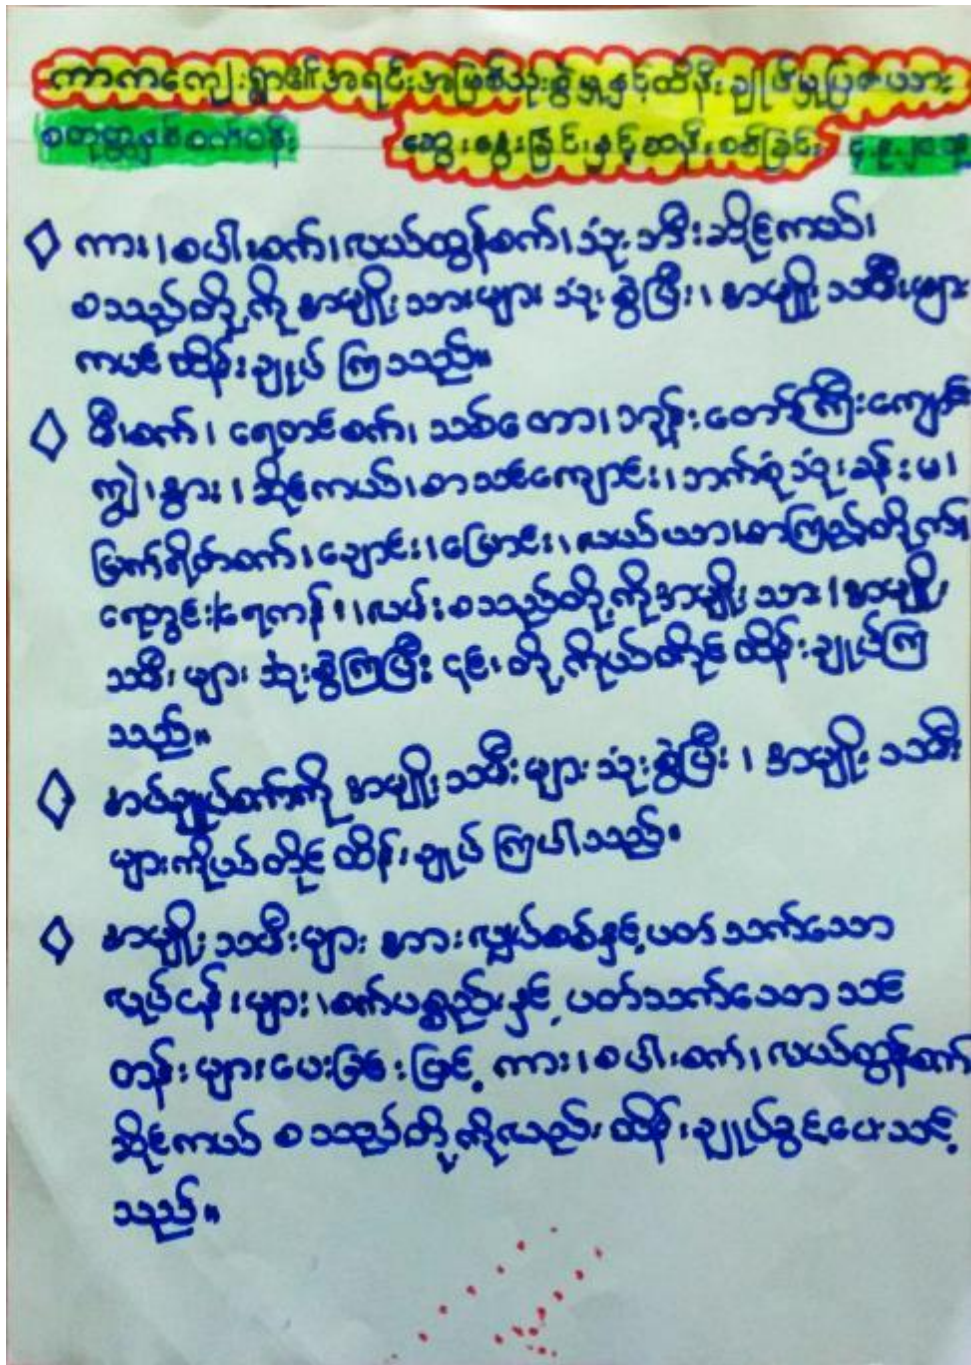 ကာကကျေးရွာ၏အရင်းအမြစ်သုံးစွဲမှုနှင့်ထိန်းချုပ်မှုပြဇယား
စတုတ္ထနှစ်ဝက်ဝန်း ဆွေးနွေးခြင်းနှင့်ဆန်းစစ်ခြင်း
◇ ကား၊စပါးစက်၊လယ်ထွန်စက်၊သုံးဘီးဆိုင်ကယ်၊
စသည်တို့ကိုအမျိုးသားများသုံးစွဲပြီး၊အမျိုးသမီးများ
ကပင်ထိန်းချုပ်ကြသည်။
◇ မီးစက်၊ရေတင်စက်၊သစ်တော၊ဘုန်းတော်ကြီးကျောင်း
ကျွဲ၊နွား၊ဆိုင်ကယ်၊စာသင်ကျောင်း၊ဘက်စုံသုံးခန်းမ၊
မြက်ရိတ်စက်၊ချောင်း၊မြောင်း၊လယ်ယာ၊စာကြည့်တိုက်၊
ရေတွင်း/ရေကန်၊လမ်းစသည်တို့ကိုအမျိုးသား၊အမျိုး
သမီးများသုံးစွဲကြပြီး၎င်းတို့ကိုယ်တိုင်ထိန်းချုပ်ကြ
သည်။
◇ အပ်ချုပ်စက်ကိုအမျိုးသမီးများသုံးစွဲပြီး၊အမျိုးသမီး
များကိုယ်တိုင်ထိန်းချုပ်ကြပါသည်။
◇ အမျိုးသမီးများအားလျှပ်စစ်နှင့်ပတ်သက်သော
လုပ်ငန်းများ၊စက်ပစ္စည်းနှင့်ပတ်သက်သောသင်
တန်းများပေးခြင်းဖြင့်ကား၊စပါးစက်၊လယ်ထွန်စက်
ဆိုင်ကယ်စသည်တို့ကိုလည်းထိန်းချုပ်ခွင့်ပေးသင့်
သည်။